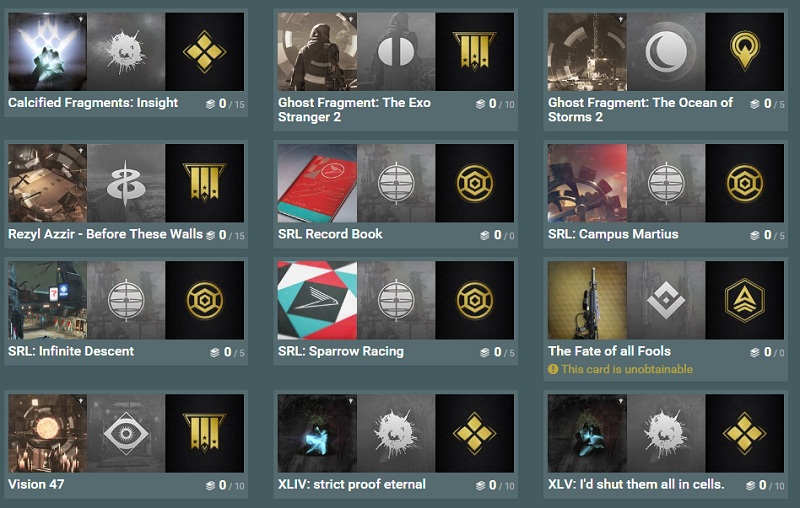 Calcified Fragments: Insight 0 / 15
Ghost Fragment: The Exo
Stranger 2 0 / 10
Ghost Fragment: The Ocean of
Storms 2 0 / 5
Rezyl Azzir - Before These Walls 0 / 15
SRL Record Book 0 / 0
SRL: Campus Martius 0 / 5
SRL: Infinite Descent 0 / 5
SRL: Sparrow Racing 0 / 5
The Fate of all Fools 0 / 0
This card is unobtainable
Vision 47 0 / 10
XLIV: strict proof eternal 0 / 10
XLV: I'd shut them all in cells. 0 / 10